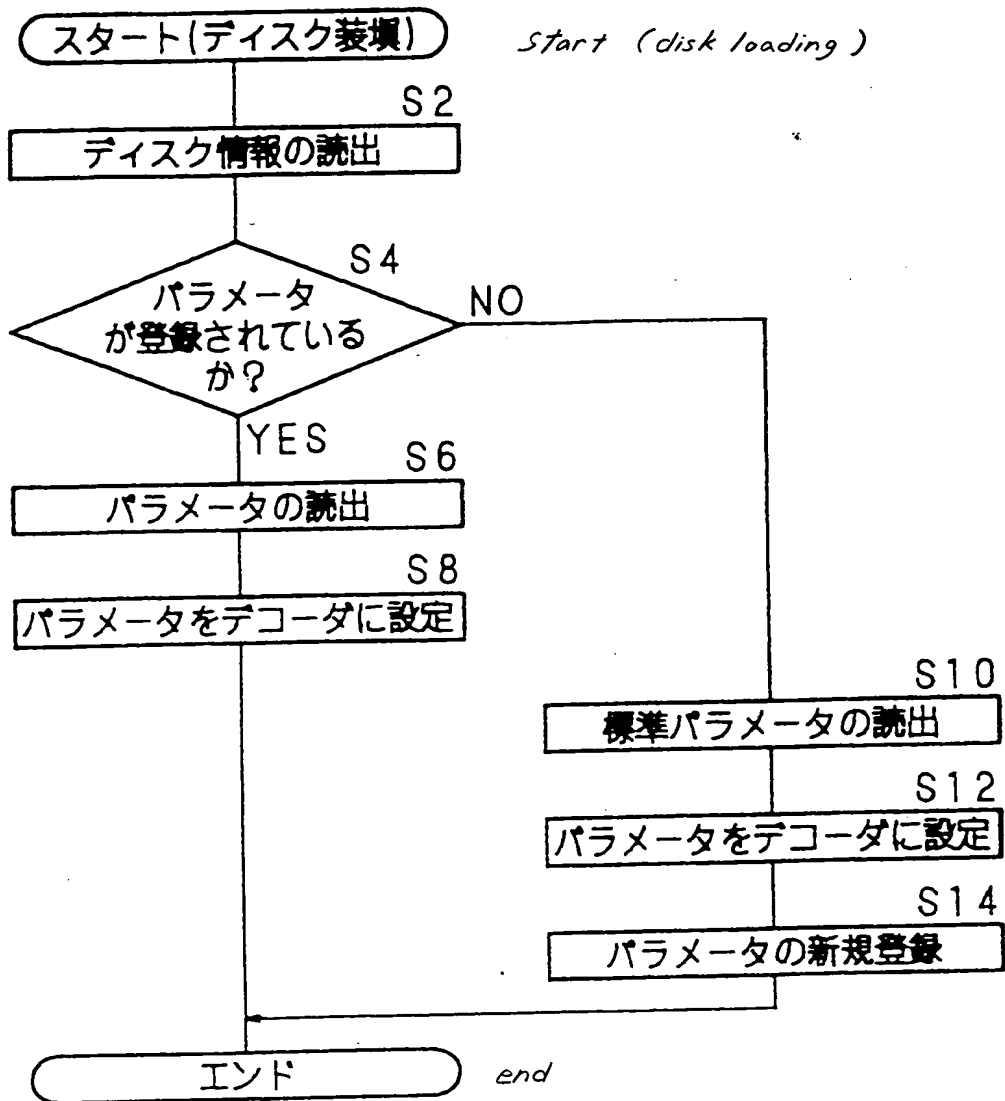 スタート(ディスク装填)
Start (disk loading)
S2
ディスク情報の読出
S4
パラメータ
が登録されている
か?
NO
YES
S6
パラメータの読出
S8
パラメータをデコーダに設定
S10
標準パラメータの読出
S12
パラメータをデコーダに設定
S14
パラメータの新規登録
エンド
end